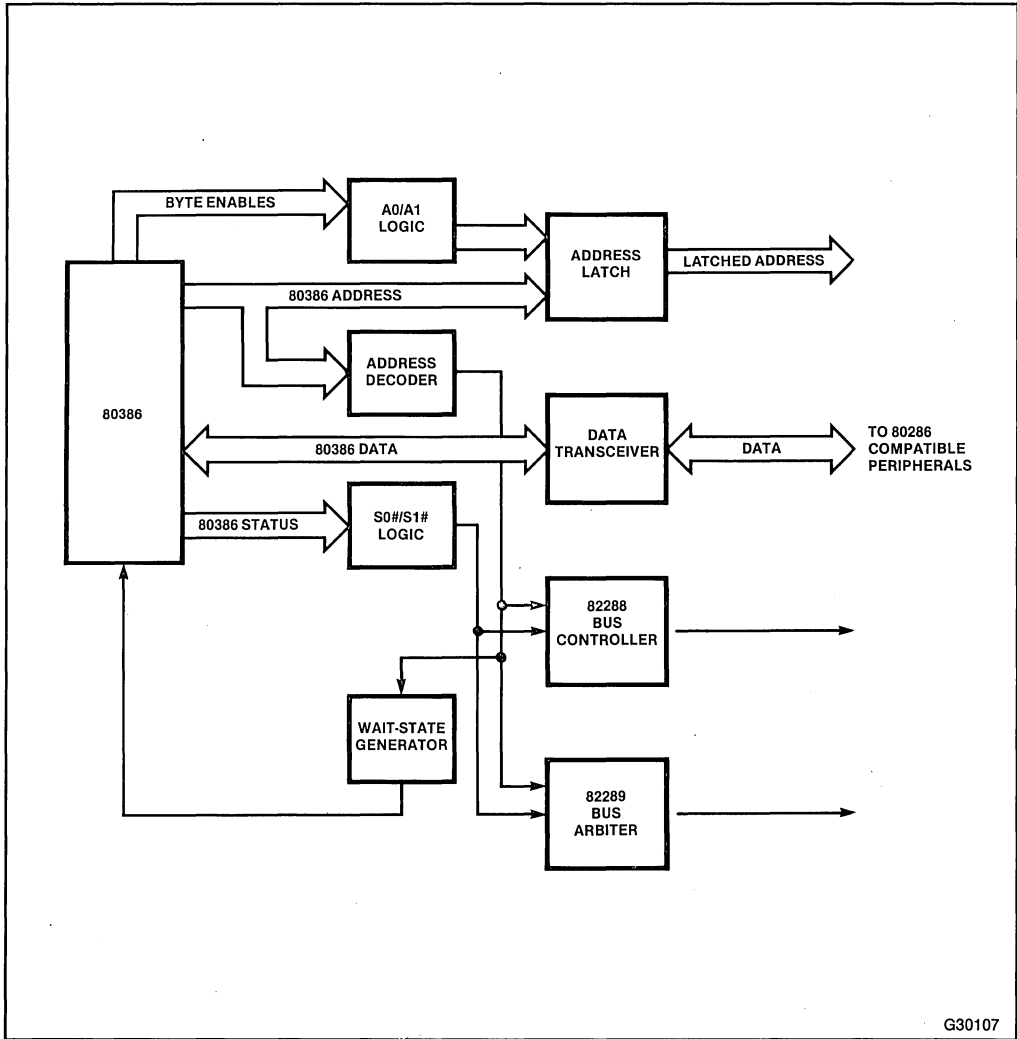 BYTE ENABLES
A0/A1
LOGIC
ADDRESS
LATCH
LATCHED ADDRESS
80386 ADDRESS
ADDRESS
DECODER
80386
80386 DATA
DATA
TRANSCEIVER
DATA
TO 80286
COMPATIBLE
PERIPHERALS
80386 STATUS
S0#/S1#
LOGIC
82288
BUS
CONTROLLER
WAIT-STATE
GENERATOR
82289
BUS
ARBITER
G30107